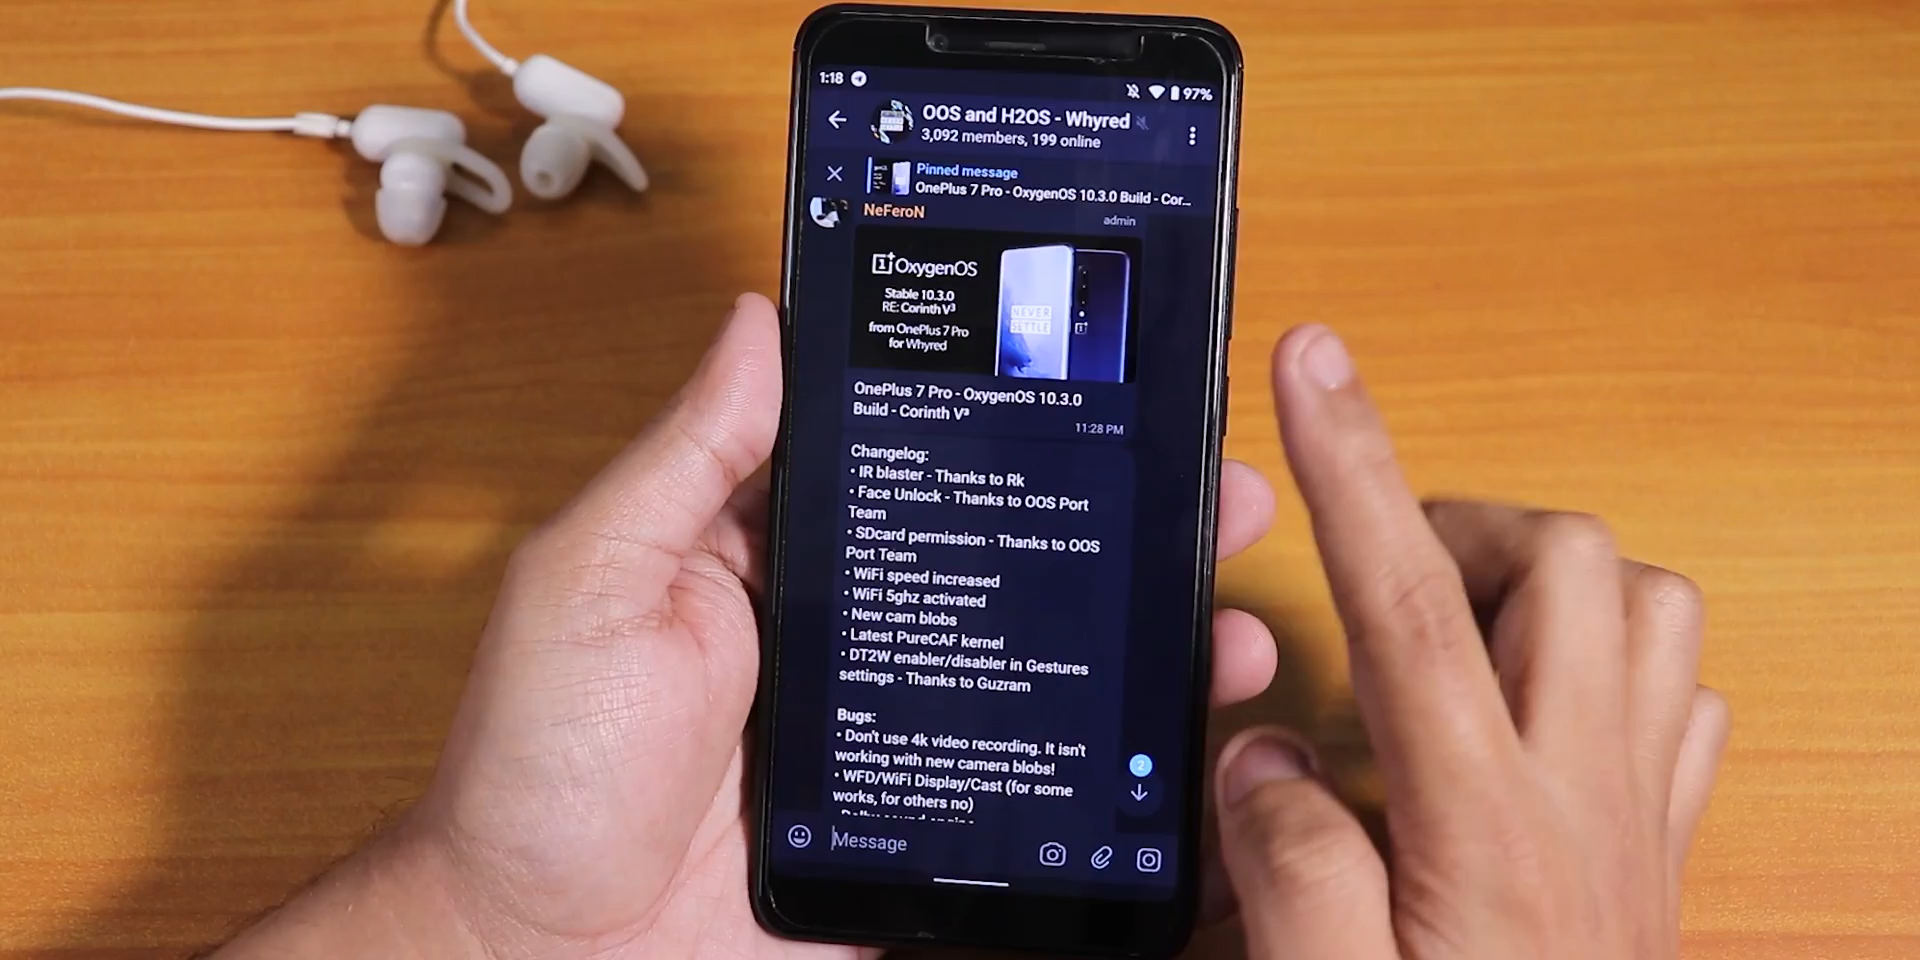 1:18
97%
OOS and H2OS - Whyred
3,092 members, 199 online
Pinned message
OnePlus 7 Pro - OxygenOS 10.3.0 Build - Cor...
NeFeroN
admin
OxygenOS
Stable 10.3.0
RE: Corinth V³
from OnePlus 7 Pro
for Whyred
NEVER
SETTLE
OnePlus 7 Pro - OxygenOS 10.3.0
Build - Corinth V³
11:28 PM
Changelog:
• IR blaster - Thanks to Rk
• Face Unlock - Thanks to OOS Port
Team
• SDcard permission - Thanks to OOS
Port Team
• WiFi speed increased
• WiFi 5ghz activated
• New cam blobs
• Latest PureCAF kernel
• DT2W enabler/disabler in Gestures
settings - Thanks to Guzram
Bugs:
• Don't use 4k video recording. It isn't
working with new camera blobs!
• WFD/WiFi Display/Cast (for some
works, for others no)
2
Message